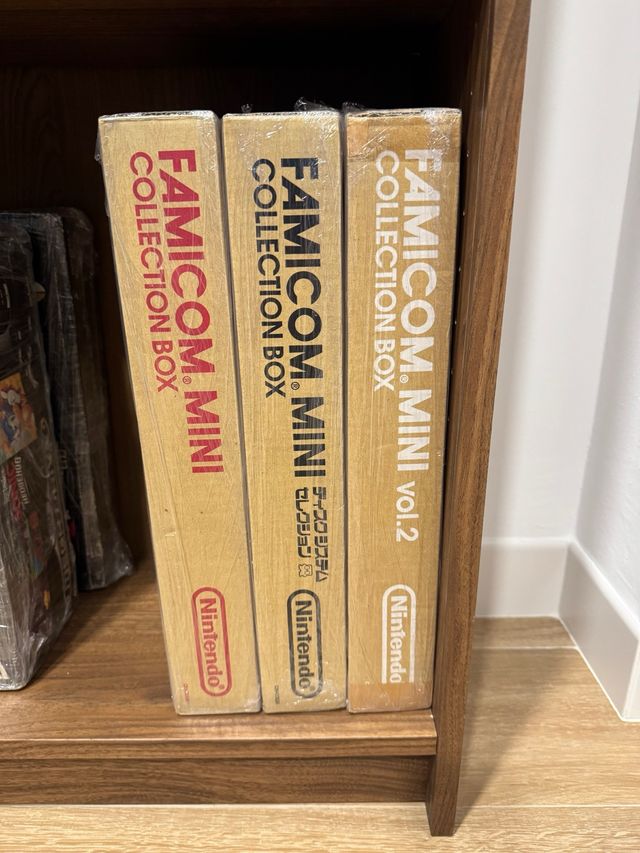 FAMICOM® MINI
COLLECTION BOX
Nintendo®
FAMICOM® MINI
ディスクシステム
セレクション
COLLECTION BOX
Nintendo®
FAMICOM® MINI vol.2
COLLECTION BOX
Nintendo